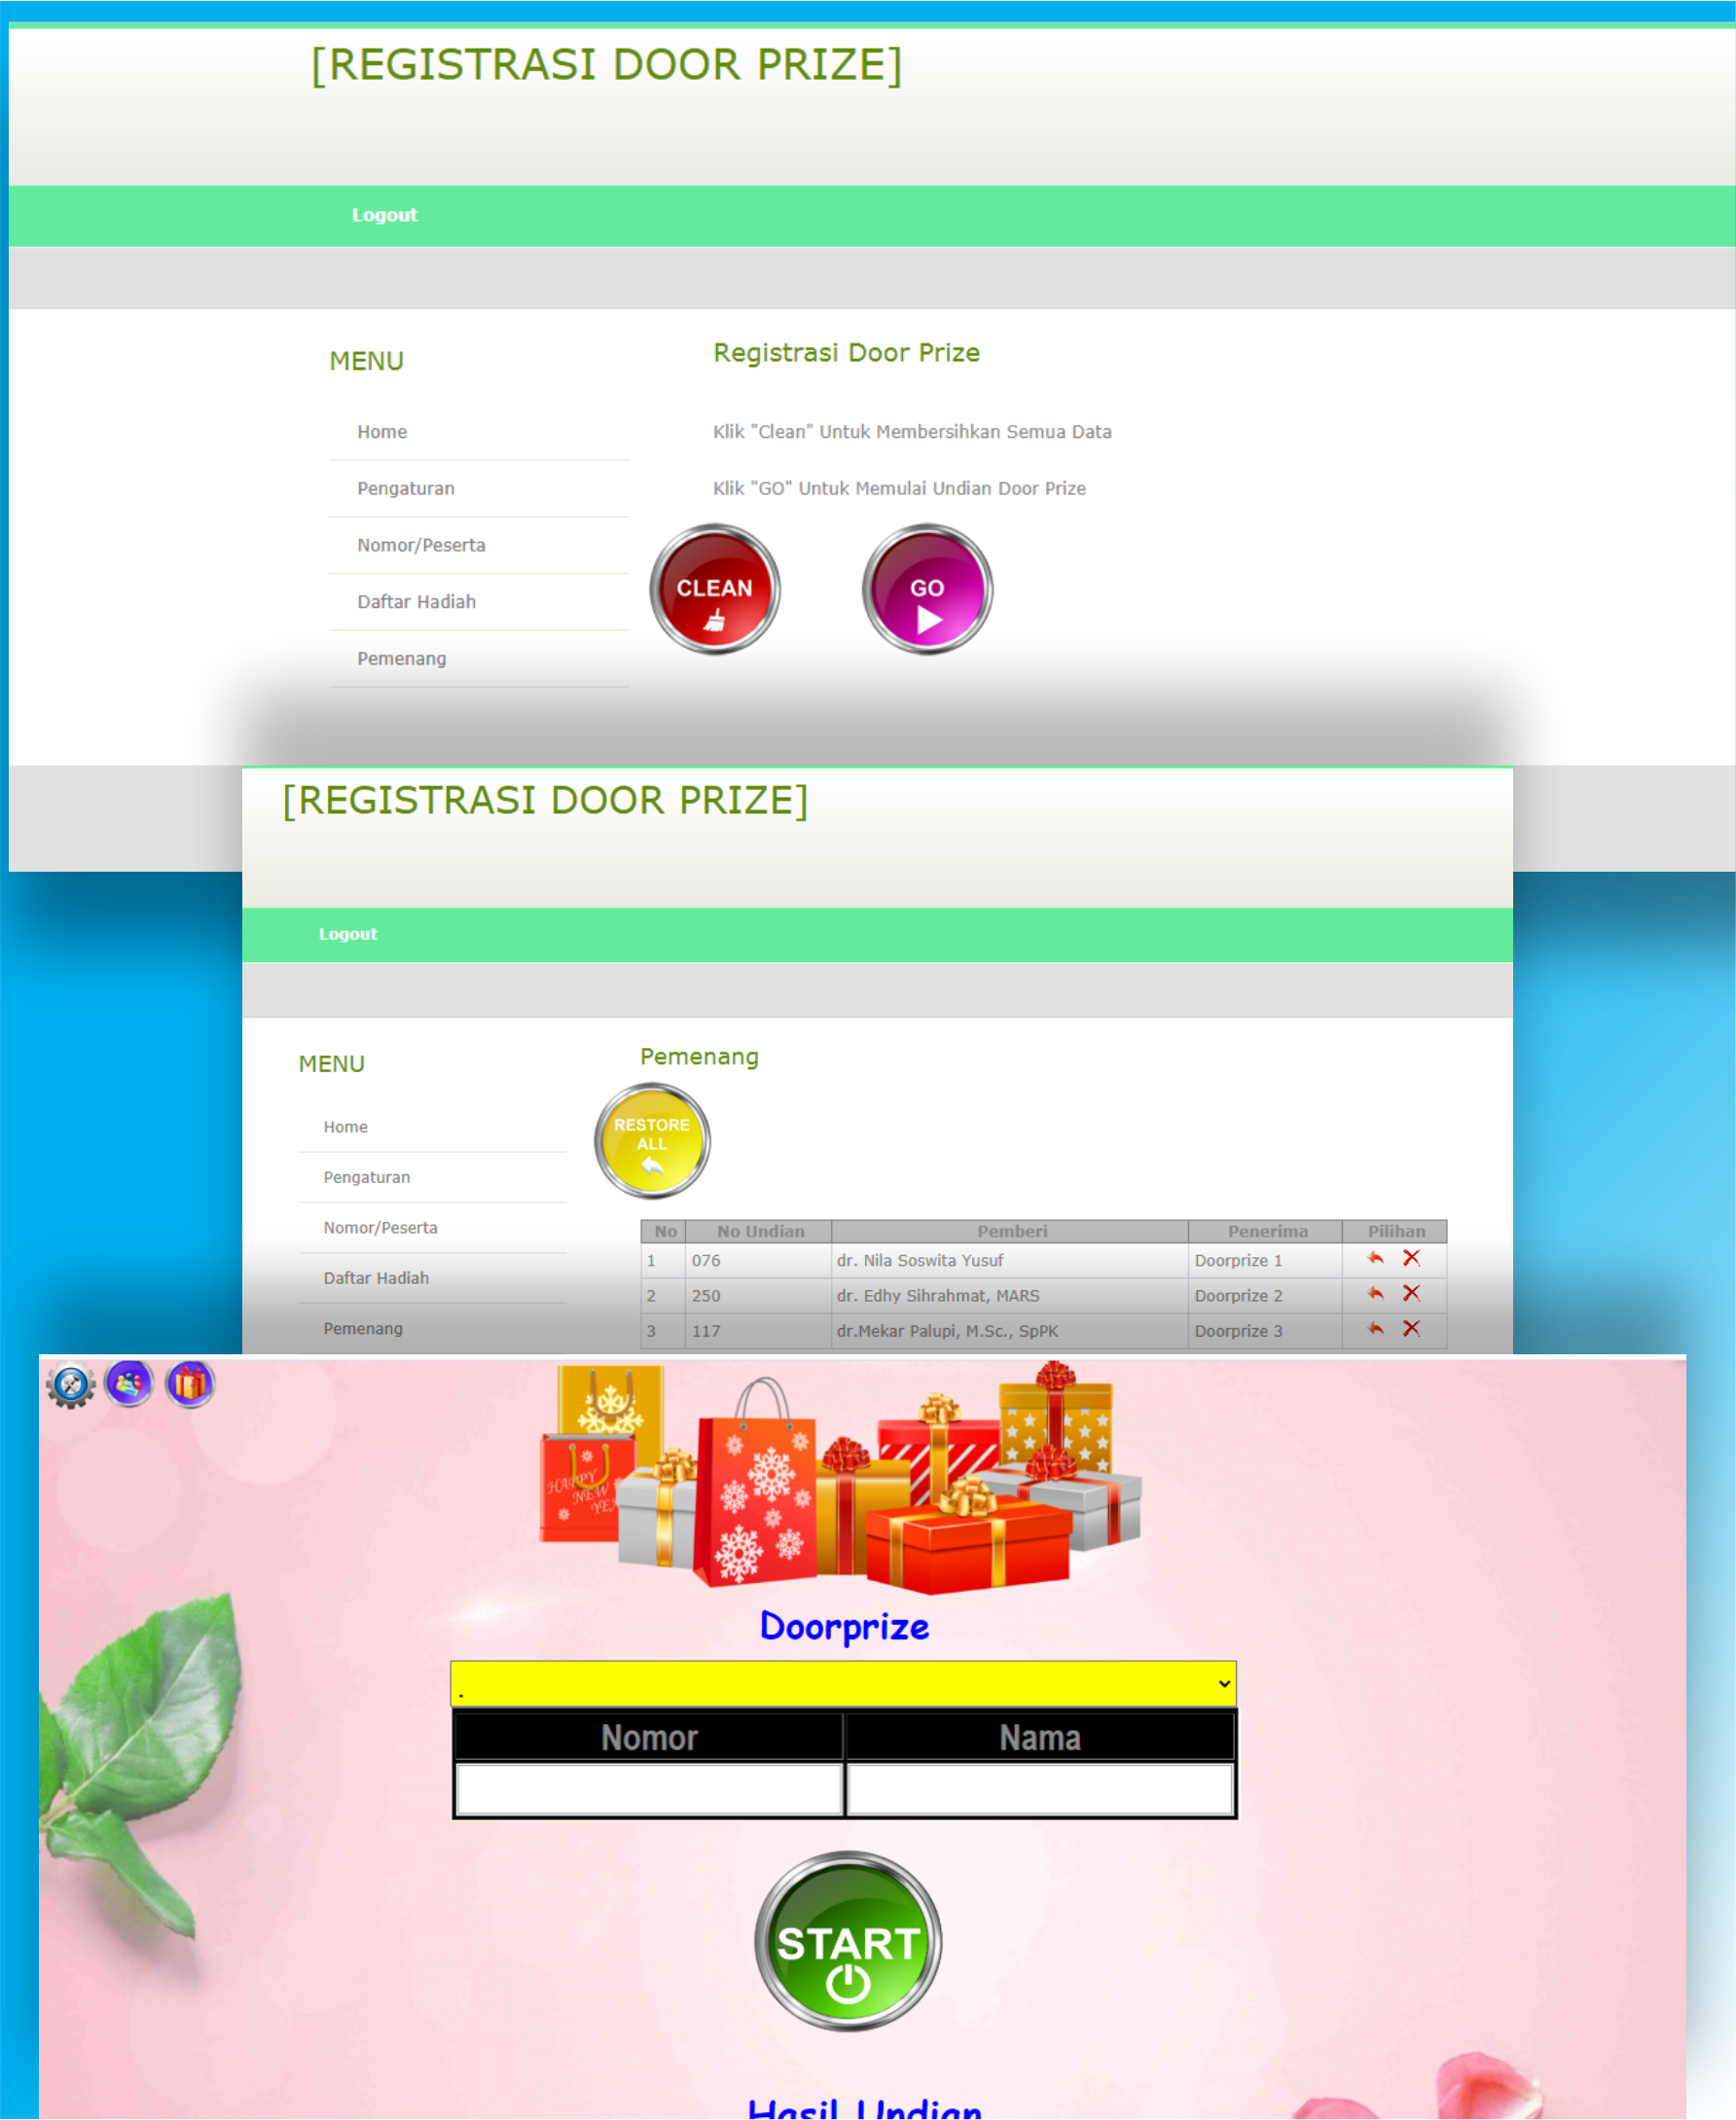 [REGISTRASI DOOR PRIZE]
Logout
MENU
Home
Pengaturan
Nomor/Peserta
Daftar Hadiah
Pemenang
Registrasi Door Prize
Klik "Clean" Untuk Membersihkan Semua Data
Klik "GO" Untuk Memulai Undian Door Prize
CLEAN
GO
[REGISTRASI DOOR PRIZE]
Logout
MENU
Home
Pengaturan
Nomor/Peserta
Daftar Hadiah
Pemenang
Pemenang
RESTORE
ALL
No No Undian Pemberi Penerima Pilihan
1 076 dr. Nila Soswita Yusuf Doorprize 1
2 250 dr. Edhy Sihrahmat, MARS Doorprize 2
3 117 dr.Mekar Palupi, M.Sc., SpPK Doorprize 3
HAPPY
NEW
Doorprize
.
Nomor Nama
START
Hasil Undian